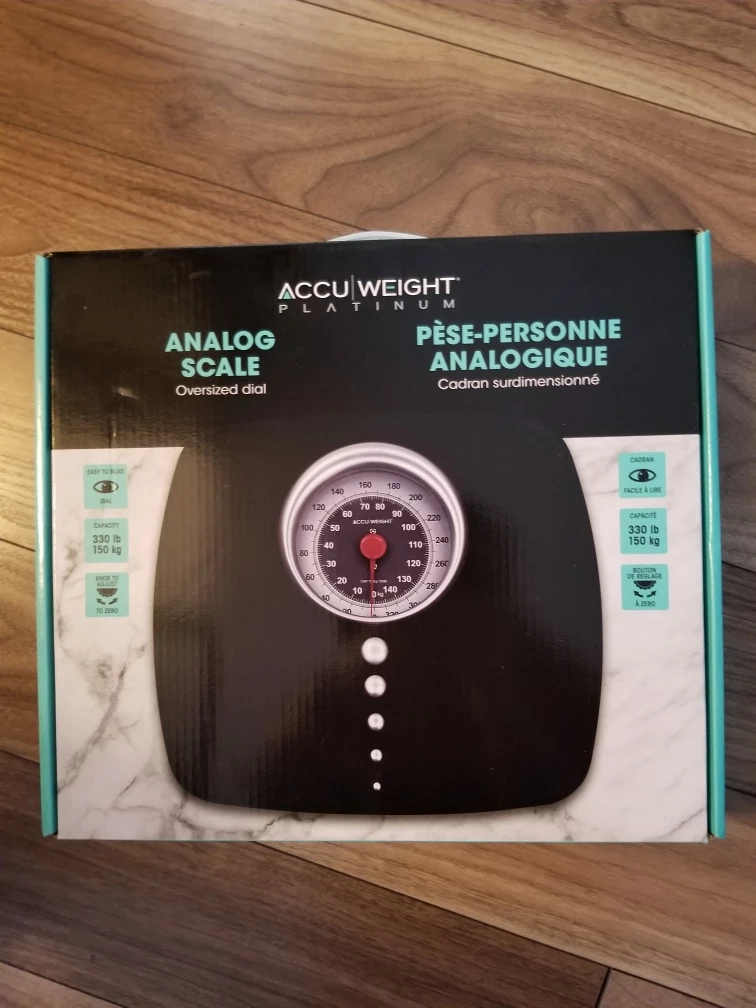 ACCU|WEIGHT®
PLATINUM
ANALOG
SCALE
Oversized dial
PÈSE-PERSONNE
ANALOGIQUE
Cadran surdimensionné
EASY TO READ
DIAL
CAPACITY
330 lb
150 kg
KNOB TO
ADJUST
TO ZERO
CADRAN
FACILE À LIRE
CAPACITÉ
330 lb
150 kg
BOUTON
DE RÉGLAGE
À ZÉRO
40 60 80 100 120 140 160 180 200 220 240 260 280
10 20 30 40 50 60 70 80 90 100 110 120 130 140
ACCU|WEIGHT
0 kg